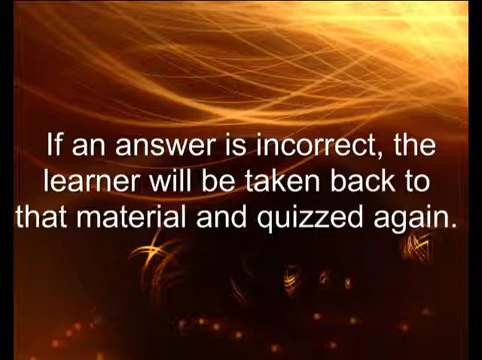 If an answer is incorrect, the
learner will be taken back to
that material and quizzed again.